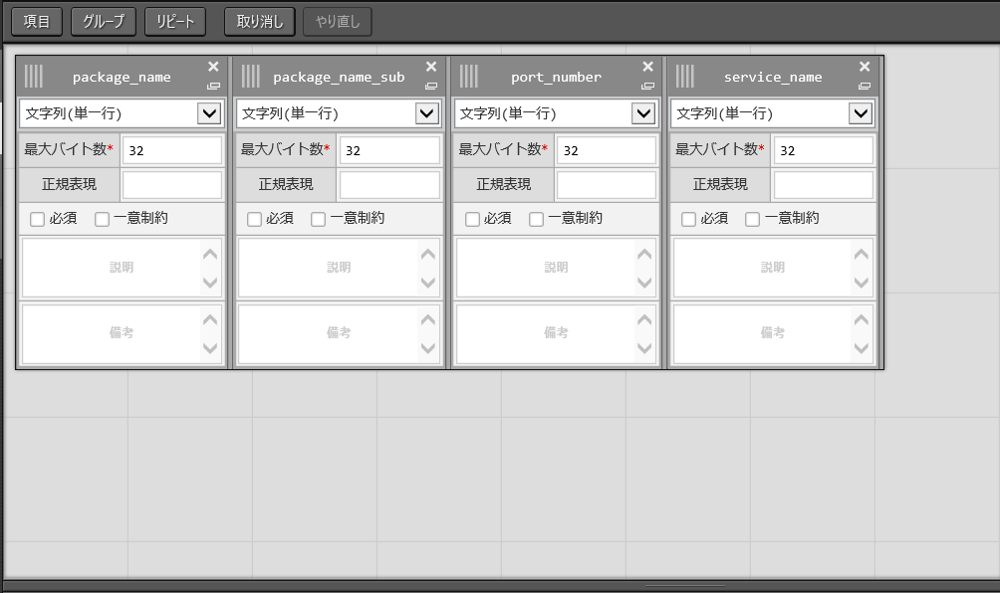 項目 グループ リピート 取り消し やり直し
package_name package_name_sub port_number service_name
文字列(単一行) 文字列(単一行) 文字列(単一行) 文字列(単一行)
最大バイト数* 32 最大バイト数* 32 最大バイト数* 32 最大バイト数* 32
正規表現 正規表現 正規表現 正規表現
必須 一意制約 必須 一意制約 必須 一意制約 必須 一意制約
説明 説明 説明 説明
備考 備考 備考 備考